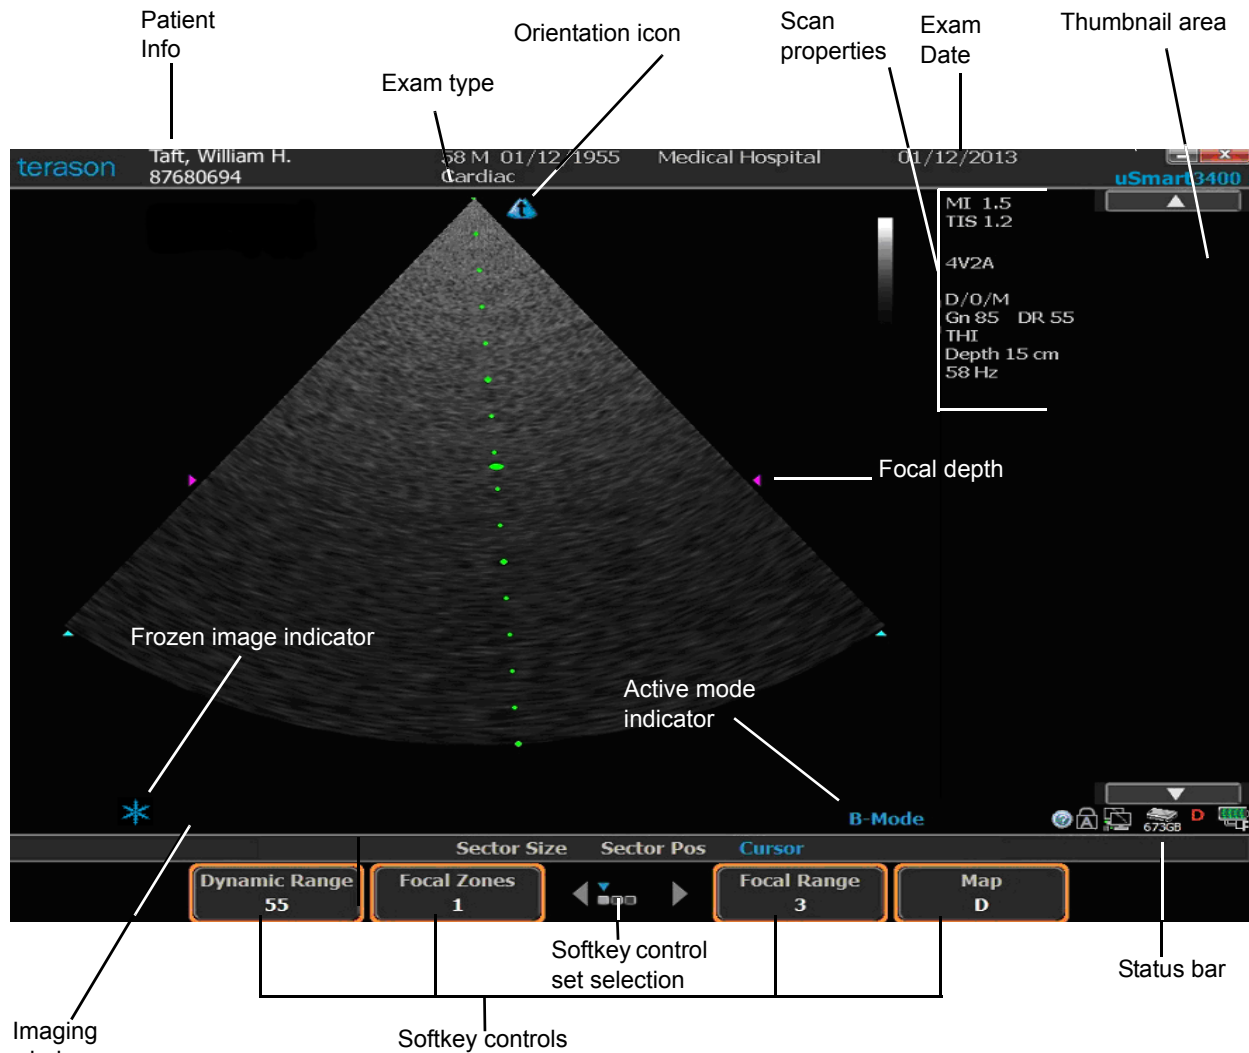 Patient
Info
Exam type
Orientation icon
Scan
properties
Exam
Date
Thumbnail area
terason
Taft, William H.
87680694
58 M 01/12/1955 Medical Hospital 01/12/2013
Cardiac
uSmart3400
MI 1.5
TIS 1.2
4V2A
D/0/M
Gn 85 DR 55
THI
Depth 15 cm
58 Hz
Focal depth
Frozen image indicator
Active mode
indicator
B-Mode
673GB
D
Sector Size Sector Pos Cursor
Dynamic Range
55
Focal Zones
1
Focal Range
3
Map
D
Softkey control
set selection
Status bar
Softkey controls
Imaging